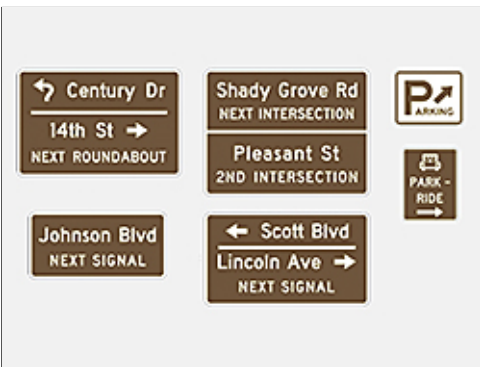 Century Dr
14th St
NEXT ROUNDABOUT
Shady Grove Rd
NEXT INTERSECTION
Pleasant St
2ND INTERSECTION
P
PARKING
PARK -
RIDE
Johnson Blvd
NEXT SIGNAL
Scott Blvd
Lincoln Ave
NEXT SIGNAL